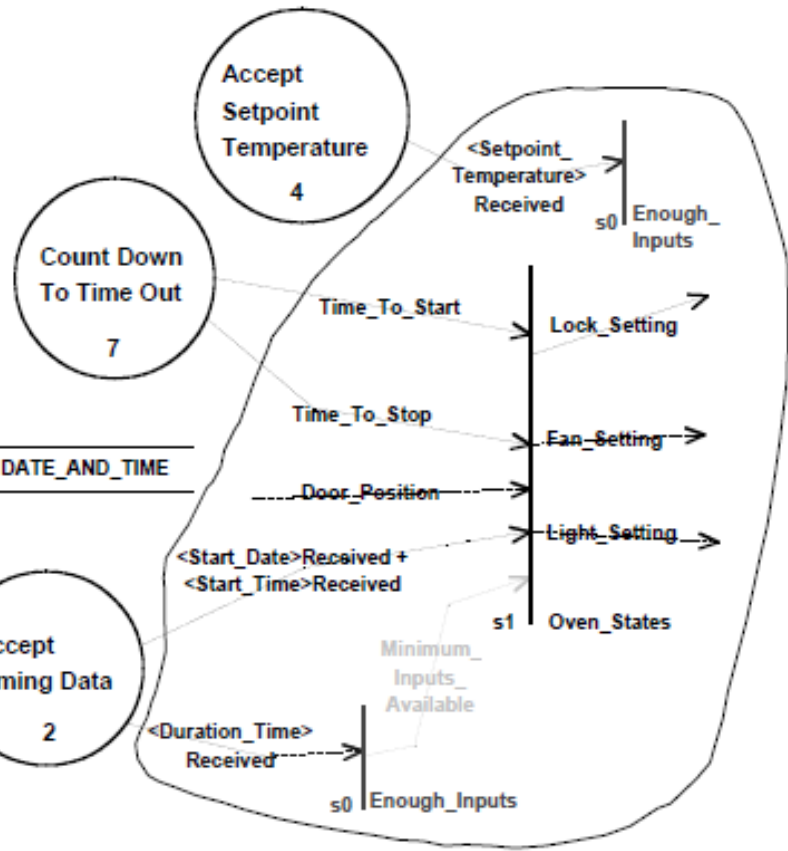 Accept
Setpoint
Temperature
4
<Setpoint_
Temperature>
Received
s0
Enough_
Inputs
Count Down
To Time Out
7
Time_To_Start
Lock_Setting
Time_To_Stop
Fan_Setting
DATE_AND_TIME
Door_Position
Light_Setting
<Start_Date>Received +
<Start_Time>Received
s1 Oven_States
ccept
ming Data
2
Minimum_
Inputs_
Available
<Duration_Time>
Received
s0 Enough_Inputs